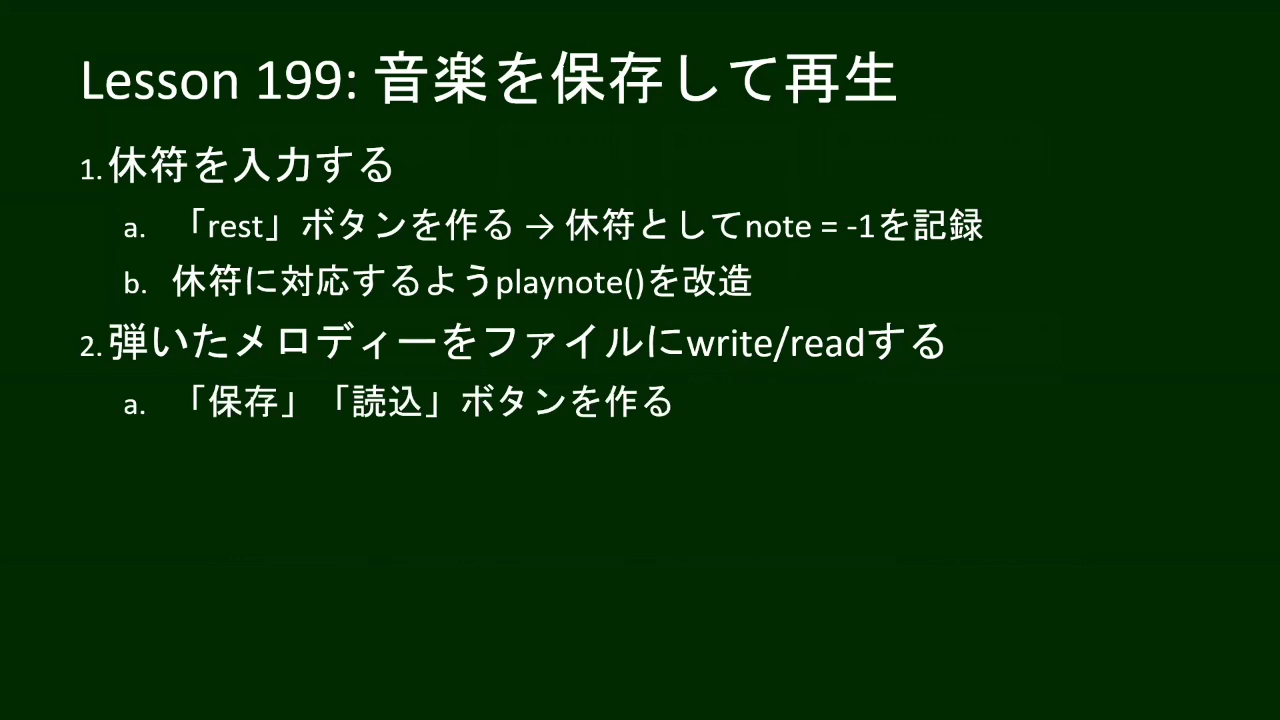 Lesson 199: 音楽を保存して再生
1. 休符を入力する
a. 「rest」ボタンを作る → 休符としてnote = -1を記録
b. 休符に対応するようplaynote()を改造
2. 弾いたメロディーをファイルにwrite/readする
a. 「保存」「読込」ボタンを作る